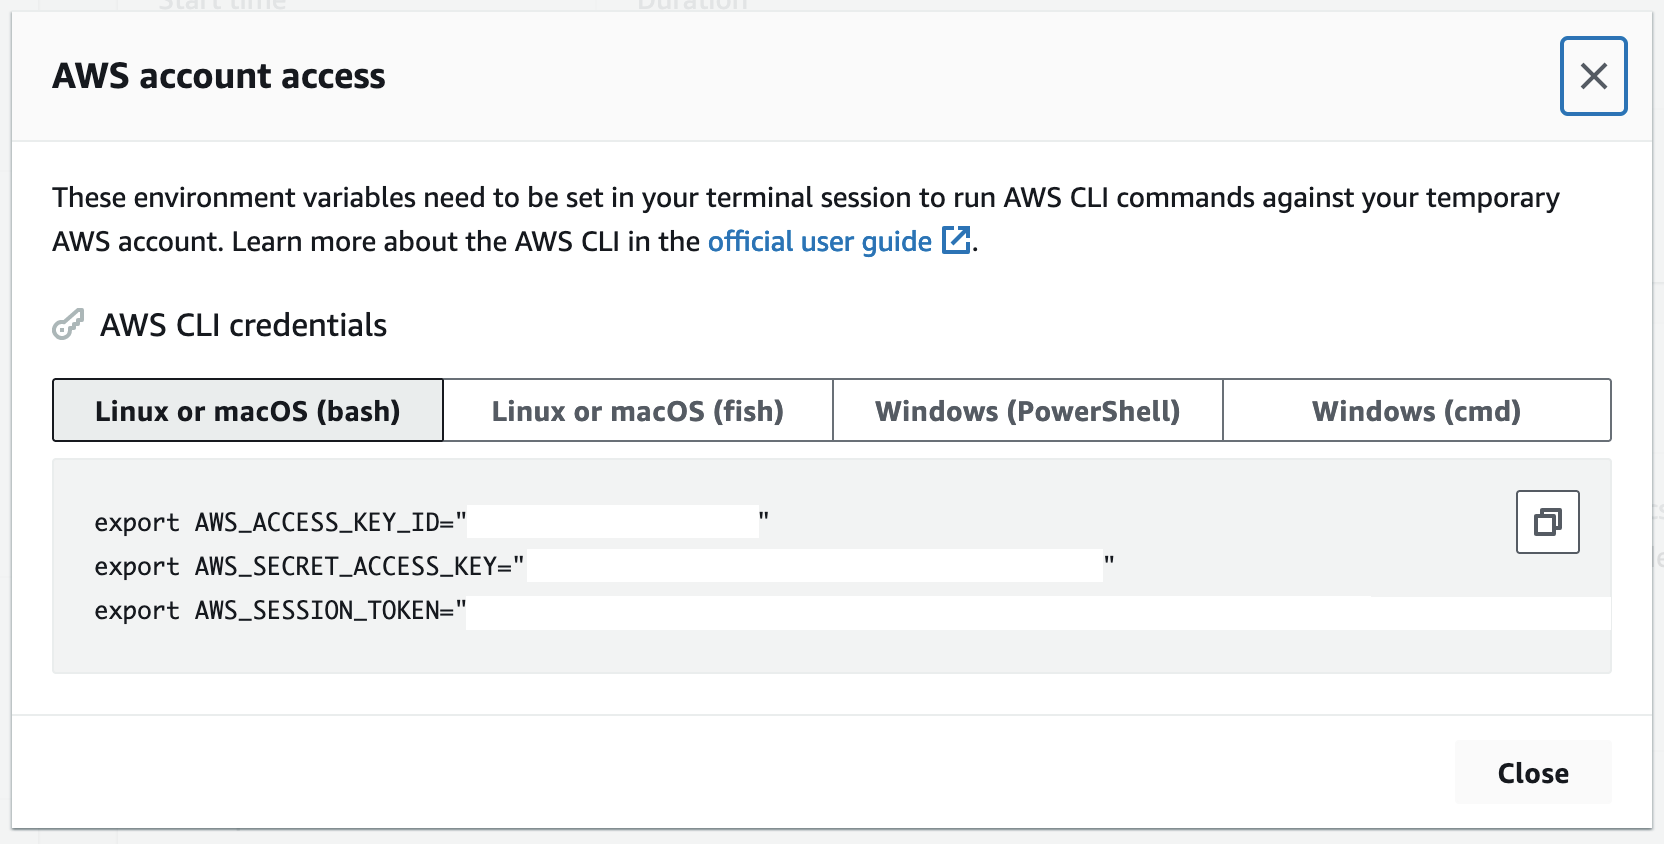 Start time Duration
AWS account access
These environment variables need to be set in your terminal session to run AWS CLI commands against your temporary
AWS account. Learn more about the AWS CLI in the official user guide.
AWS CLI credentials
Linux or macOS (bash) Linux or macOS (fish) Windows (PowerShell) Windows (cmd)
export AWS_ACCESS_KEY_ID=" "
export AWS_SECRET_ACCESS_KEY=" "
export AWS_SESSION_TOKEN="
Close